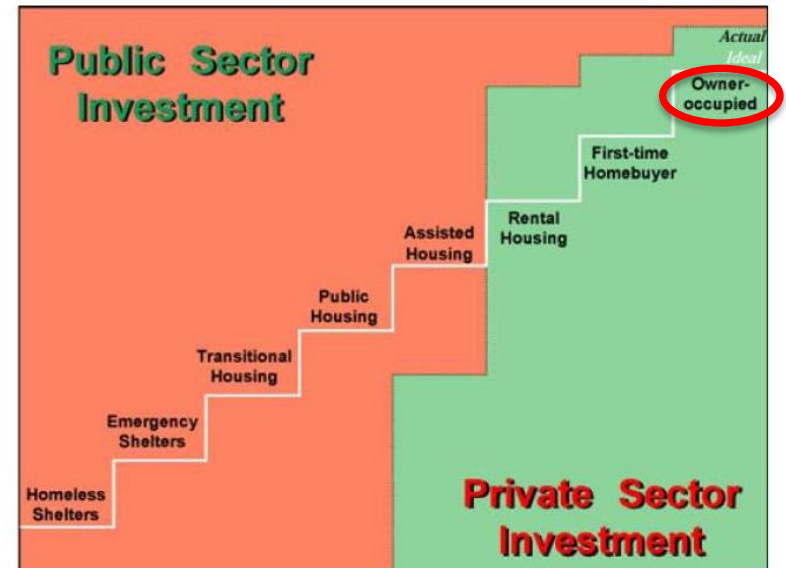 Public Sector
Investment
Actual
Ideal
Owner-
occupied
First-time
Homebuyer
Rental
Housing
Assisted
Housing
Public
Housing
Transitional
Housing
Emergency
Shelters
Homeless
Shelters
Private Sector
Investment